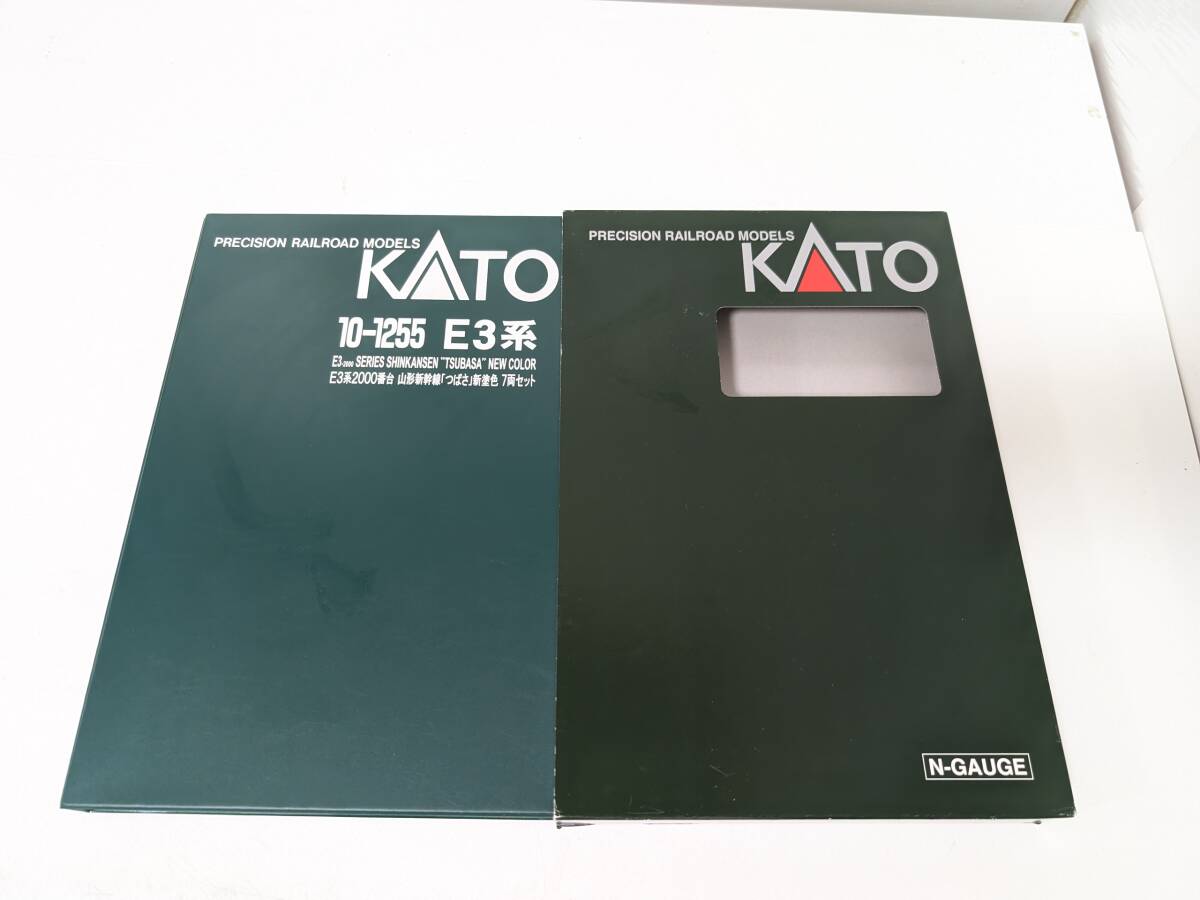 PRECISION RAILROAD MODELS
KATO
10-1255 E3系
E3-2000 SERIES SHINKANSEN "TSUBASA" NEW COLOR
E3系2000番台 山形新幹線「つばさ」新塗色 7両セット
PRECISION RAILROAD MODELS
KATO
N-GAUGE